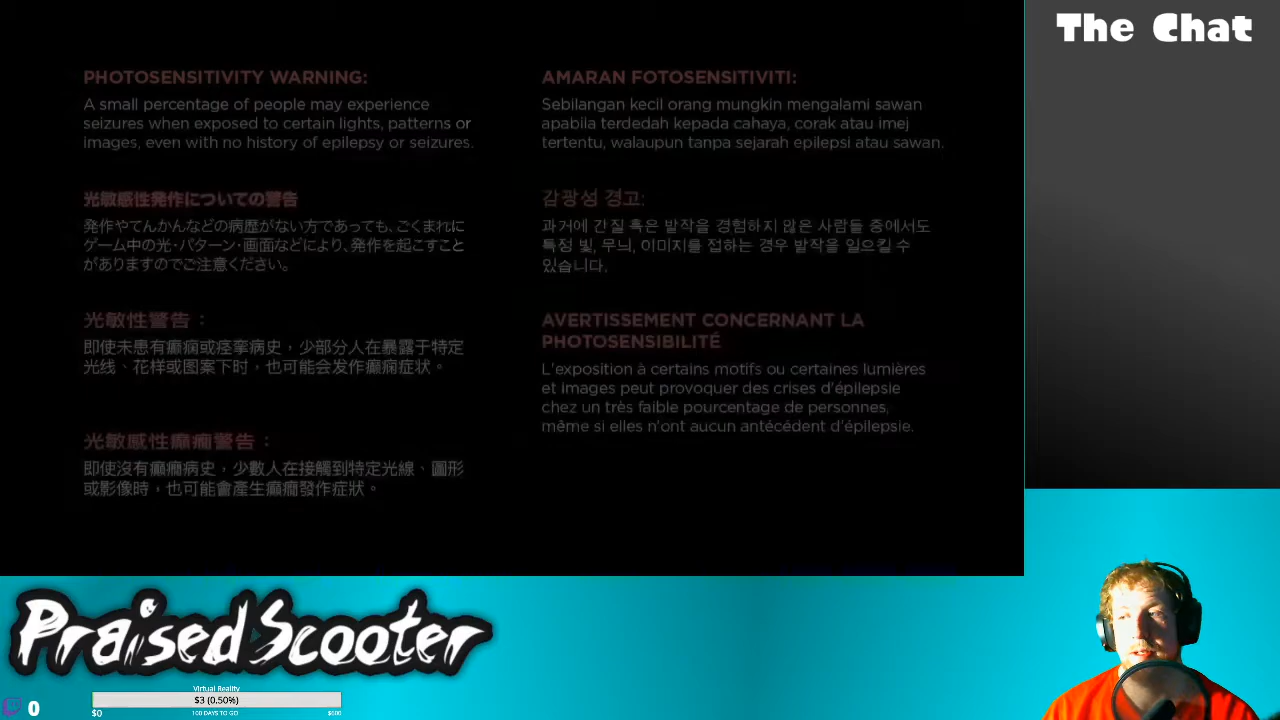 The Chat
PHOTOSENSITIVITY WARNING:
A small percentage of people may experience
seizures when exposed to certain lights, patterns or
images, even with no history of epilepsy or seizures.
光敏感性発作についての警告
発作やてんかんなどの病歴がない方であっても、ごくまれに
ゲーム中の光・パターン・画面などにより、発作を起こすこと
がありますのでご注意ください。
光敏性警告：
即使未患有癫痫或痉挛病史，少部分人在暴露于特定
光线、花样或图案下时，也可能会发作癫痫症状。
光敏感性癲癇警告：
即使沒有癲癇病史，少數人在接觸到特定光線、圖形
或影像時，也可能會產生癲癇發作症狀。
AMARAN FOTOSENSITIVITI:
Sebilangan kecil orang mungkin mengalami sawan
apabila terdedah kepada cahaya, corak atau imej
tertentu, walaupun tanpa sejarah epilepsi atau sawan.
감광성 경고:
과거에 간질 혹은 발작을 경험하지 않은 사람들 중에서도
특정 빛, 무늬, 이미지를 접하는 경우 발작을 일으킬 수
있습니다.
AVERTISSEMENT CONCERNANT LA
PHOTOSENSIBILITÉ
L'exposition à certains motifs ou certaines lumières
et images peut provoquer des crises d'épilepsie
chez un très faible pourcentage de personnes,
même si elles n'ont aucun antécédent d'épilepsie.
PraisedScooter
Virtual Reality
$3 (0.50%)
0
$0
100 DAYS TO GO
$600